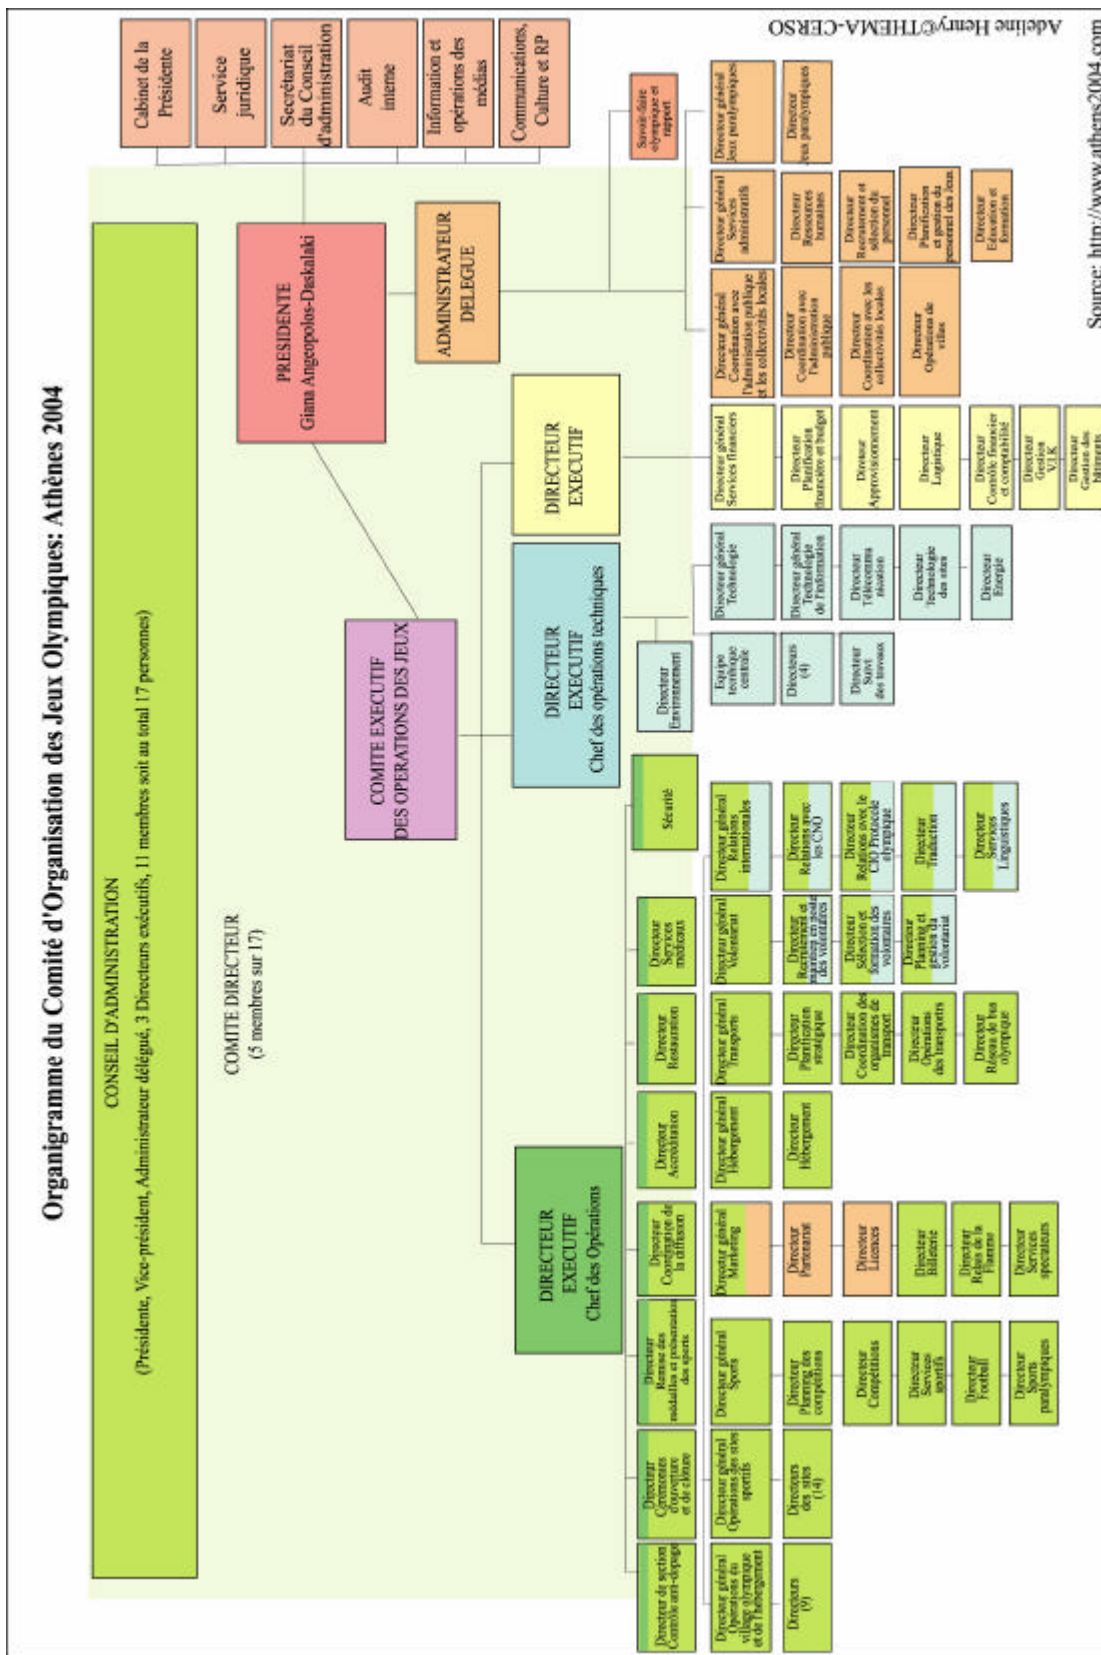 Organigramme du Comité d'Organisation des Jeux Olympiques: Athènes 2004
CONSEIL D'ADMINISTRATION
(Présidente, Vice-président, Administrateur délégué, 3 Directeurs exécutifs, 11 membres soit au total 17 personnes)
COMITE DIRECTEUR
(5 membres sur 17)
PRESIDENTE
Giana Angeopolos-Daskalaki
Cabinet de la
Présidente
Service
juridique
Secrétariat
du Conseil
d'administration
Audit
interne
Information et
opérations des
médias
Communications,
Culture et RP
COMITE EXECUTIF
DES OPERATIONS DES JEUX
ADMINISTRATEUR
DELEGUE
DIRECTEUR
EXECUTIF
Chef des Opérations
DIRECTEUR
EXECUTIF
Chef des opérations techniques
DIRECTEUR
EXECUTIF
Directeur de section
Contrôle anti-dopage
Directeur
Cérémonies
d'ouverture
et de clôture
Directeur
Remise des
médailles et présentation
des sports
Directeur
Coordination de
la diffusion
Directeur
Accréditation
Directeur
Restauration
Directeur
Services
médicaux
Sécurité
Directeur
Environnement
Savoir-faire
olympique et
rapport
Directeur général
Opérations du
village olympique
et de l'hébergement
Directeurs
(9)
Directeur général
Opérations des sites
sportifs
Directeurs
des sites
(14)
Directeur général
Sports
Directeur
Planning des
compétitions
Directeur
Compétitions
Directeur
Services
sportifs
Directeur
Football
Directeur
Sports
paralympiques
Directeur général
Marketing
Directeur
Partenariat
Directeur
Licences
Directeur
Billeterie
Directeur
Relais de la
Flamme
Directeur
Services
spectateurs
Directeur général
Hébergement
Directeur
Hébergement
Directeur général
Transports
Directeur
Planification
stratégique
Directeur
Coordination des
organismes de
transport
Directeur
Opérations
des transportrs
Directeur
Réseau de bus
olympique
Directeur général
Volontariat
Directeur
Recrutement et
maintien en poste
des volontaires
Directeur
Sélection et
formation des
volontaires
Directeur
Planning et
gestion du
volontariat
Directeur général
Relations
internationales
Directeur
Relations avec
les CNO
Directeur
Relations avec le
CIO Protocole
olympique
Directeur
Traduction
Directeur
Services
Linguistiques
Equipe
technique
centrale
Directeurs
(4)
Directeur
Suivi
des travaux
Directeur général
Technologie
Directeur général
Technologie
de l'information
Directeur
Télécommu
nication
Directeur
Technologie
des sites
Directeur
Energie
Directeur général
Services financiers
Directeur
Planification
financière et budget
Directeur
Approvisionnement
Directeur
Logistique
Directeur
Contrôle financier
et comptabilité
Directeur
Gestion
V.I.K
Directeur
Gestion des
bâtiments
Directeur général
Coordination avec
l'administration publique
et les collectivités locales
Directeur
Coordination avec
l'administration
publique
Directeur
Coordination avec les
collectivités locales
Directeur
Opérations de
villes
Directeur général
Services
administratifs
Directeur
Ressources
humaines
Directeur
Recrutement et
sélection du
personnel
Directeur
Planification
et gestion du
personnel des Jeux
Directeur
Education et
formation
Directeur général
Jeux paralympiques
Directeur
Jeux paralympiques
Adeline Henry©THEMA-CERSO
Source: http://www.athens2004.com